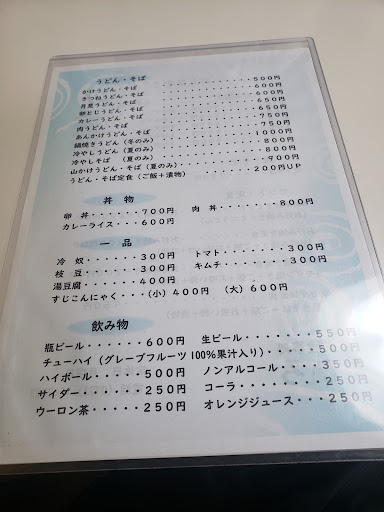 うどん・そば
かけうどん・そば・・・・・・・・・・500円
きつねうどん・そば・・・・・・・・・600円
月見うどん・そば・・・・・・・・・・600円
卵とじうどん・そば・・・・・・・・・650円
カレーうどん・そば・・・・・・・・・650円
肉うどん・そば・・・・・・・・・・・750円
あんかけうどん・そば・・・・・・・・750円
鍋焼きうどん(冬のみ)・・・・・・・1000円
冷やしうどん(夏のみ)・・・・・・・800円
冷やしそば (夏のみ)・・・・・・・800円
山かけうどん・そば(夏のみ)・・・・900円
うどん・そば定食(ご飯+漬物)・・・200円UP
丼 物
卵 丼・・・・・700円 肉 丼・・・・・600円
カレーライス・・・600円
一 品
冷 奴・・・・・300円 トマト・・・・・300円
枝 豆・・・・・300円 キムチ・・・・・300円
湯豆腐・・・・・400円
すじこんにゃく・・・(小)400円 (大)600円
飲み物
瓶ビール・・・・・・600円 生ビール・・・・・・・550円
チューハイ(グレープフルーツ100%果汁入り)・・・・500円
ハイボール・・・・・500円 ノンアルコール・・・・350円
サイダー・・・・・・250円 コーラ・・・・・・・・250円
ウーロン茶・・・・・250円 オレンジジュース・・・250円